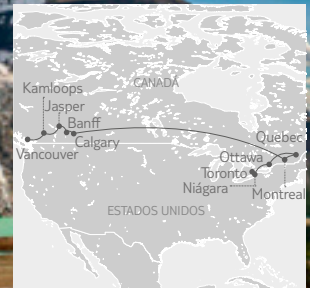 CANADÁ
Kamloops
Jasper
Banff
Calgary
Vancouver
Quebec
Ottawa
Toronto
Niágara
Montreal
ESTADOS UNIDOS